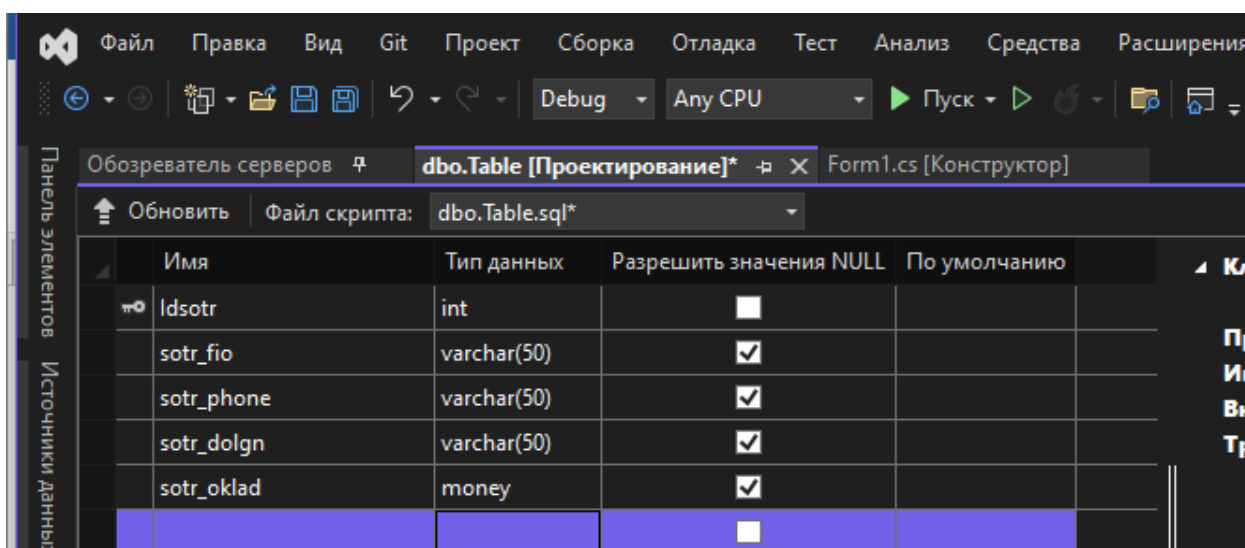 Файл Правка Вид Git Проект Сборка Отладка Тест Анализ Средства Расширения
Debug Any CPU Пуск
Панель элементов
Источники данных
Обозреватель серверов dbo.Table [Проектирование]* Form1.cs [Конструктор]
Обновить Файл скрипта: dbo.Table.sql*
Имя Тип данных Разрешить значения NULL По умолчанию
Idsotr int
sotr_fio varchar(50)
sotr_phone varchar(50)
sotr_dolgn varchar(50)
sotr_oklad money